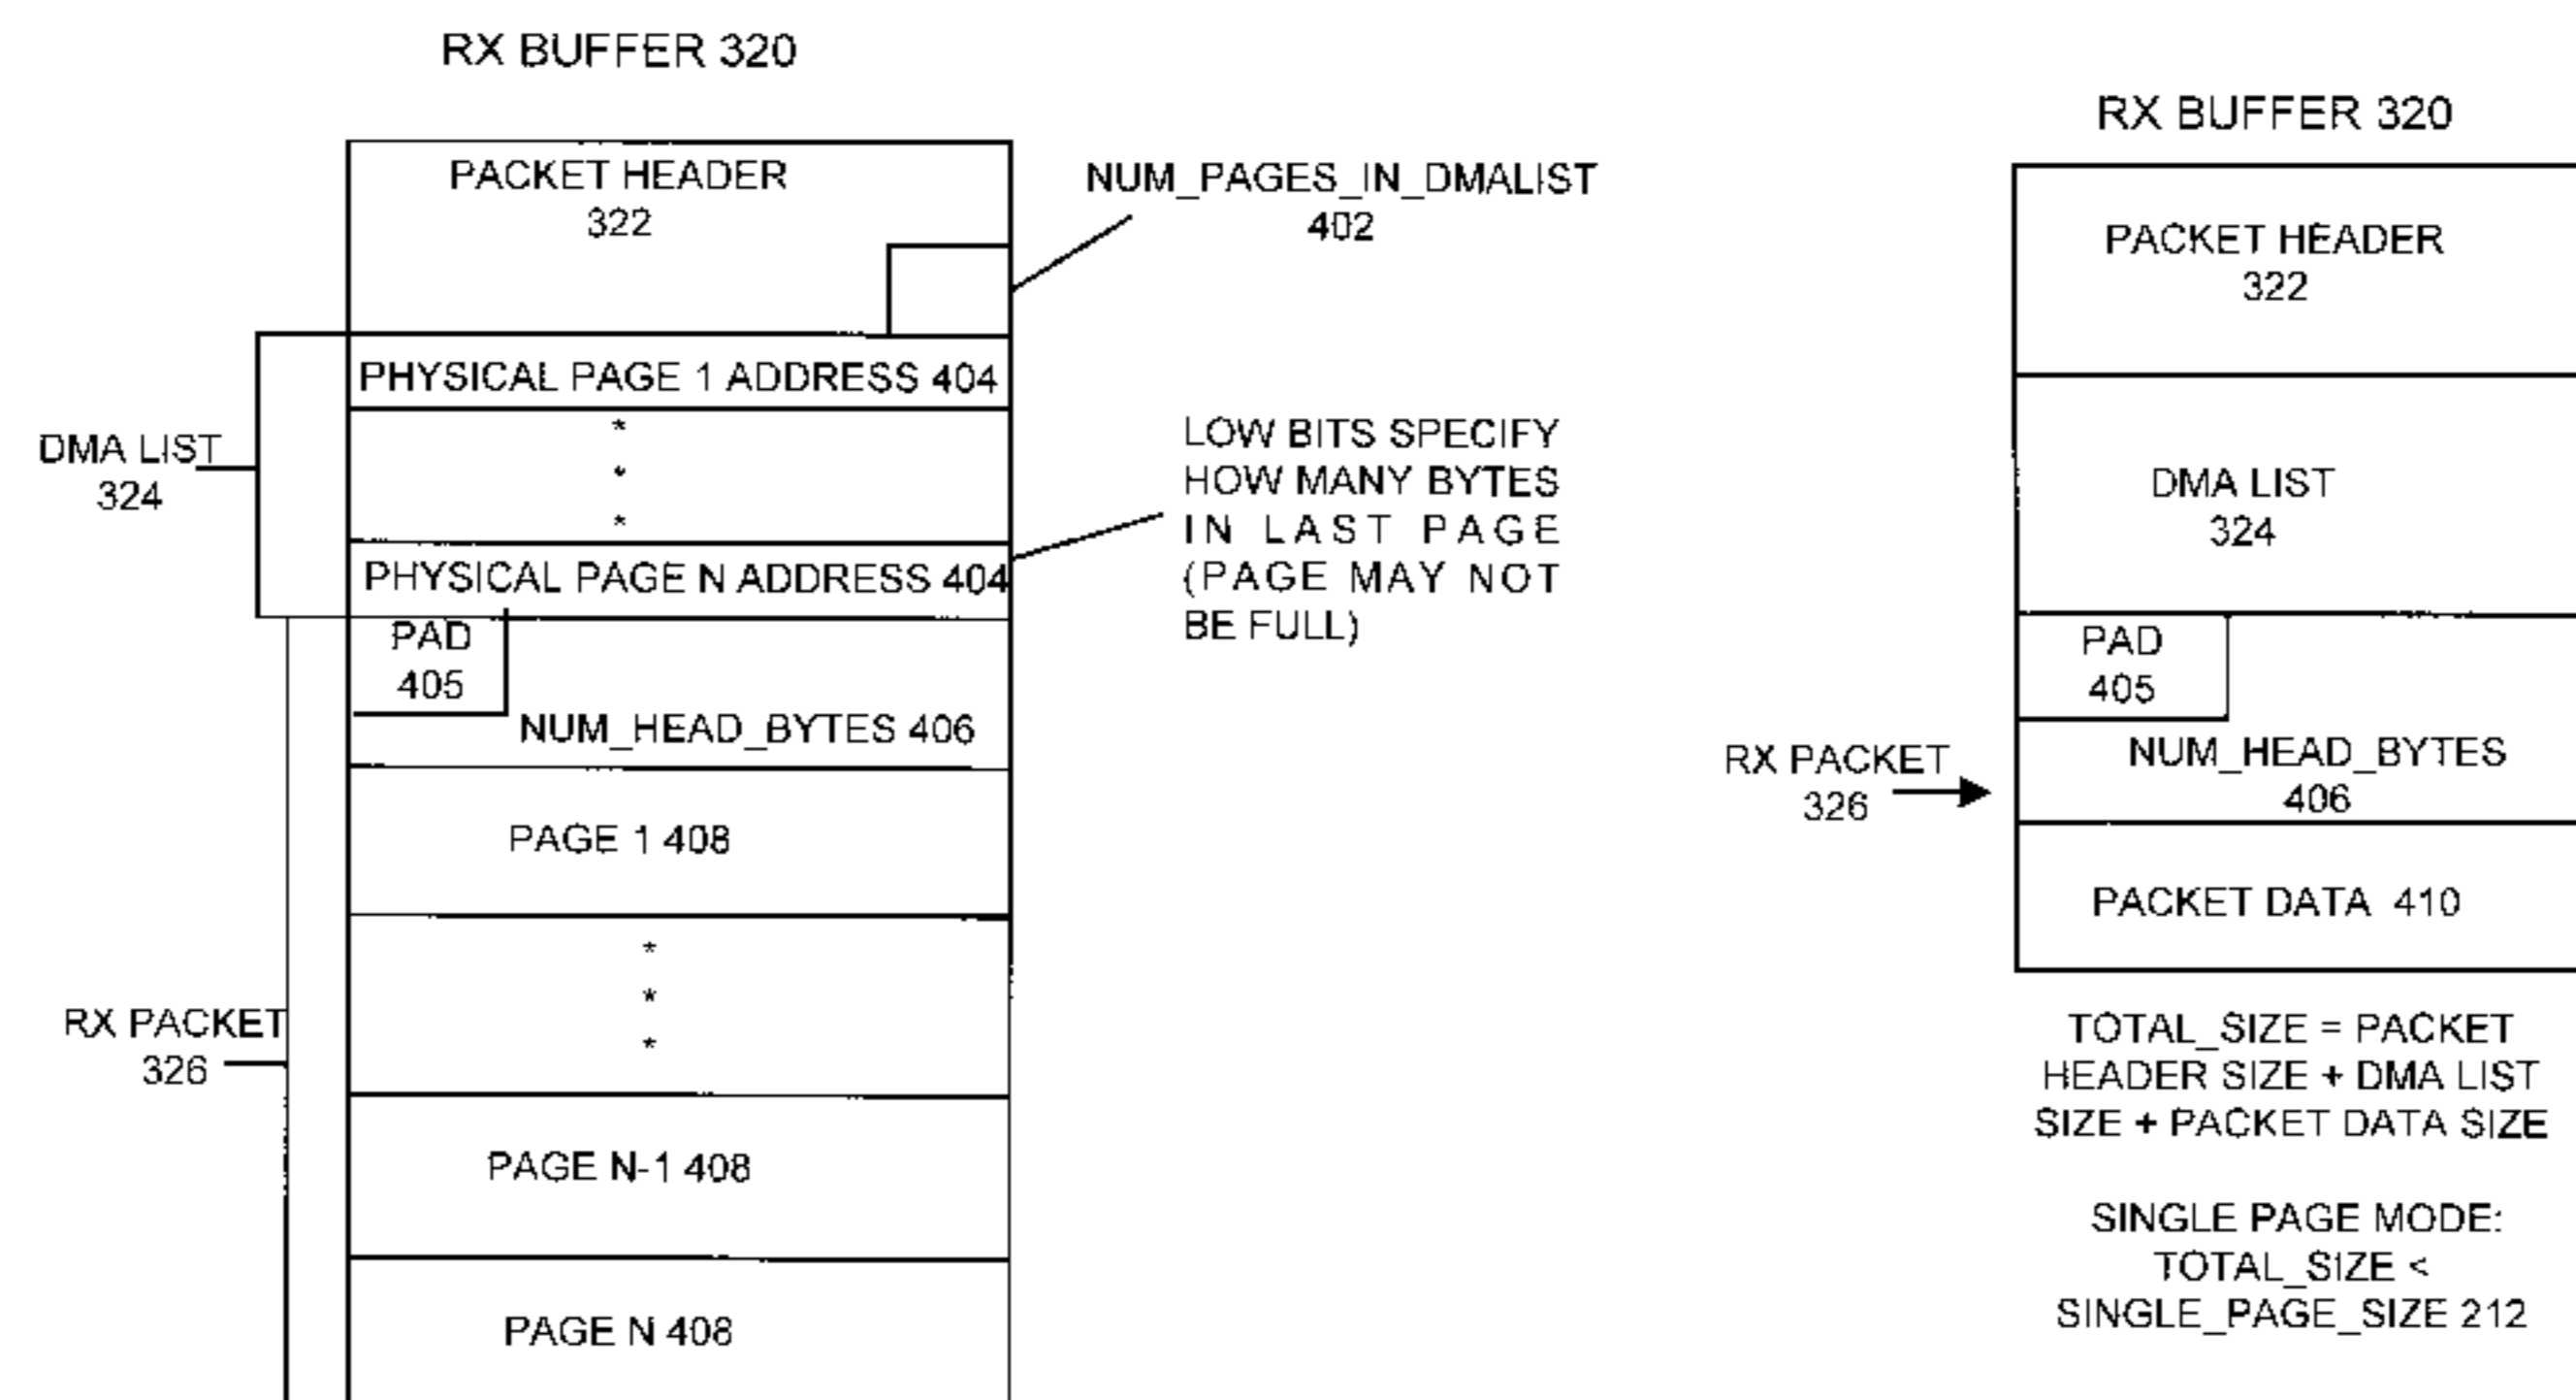 RX BUFFER 320
PACKET HEADER
322
NUM_PAGES_IN_DMALIST
402
DMA LIST
324
PHYSICAL PAGE 1 ADDRESS 404
*
*
*
PHYSICAL PAGE N ADDRESS 404
LOW BITS SPECIFY
HOW MANY BYTES
IN LAST PAGE
(PAGE MAY NOT
BE FULL)
PAD
405
NUM_HEAD_BYTES 406
PAGE 1 408
*
*
*
RX PACKET
326
PAGE N-1 408
PAGE N 408
RX BUFFER 320
PACKET HEADER
322
DMA LIST
324
PAD
405
NUM_HEAD_BYTES
406
RX PACKET
326
PACKET DATA 410
TOTAL_SIZE = PACKET
HEADER SIZE + DMA LIST
SIZE + PACKET DATA SIZE
SINGLE PAGE MODE:
TOTAL_SIZE <
SINGLE_PAGE_SIZE 212